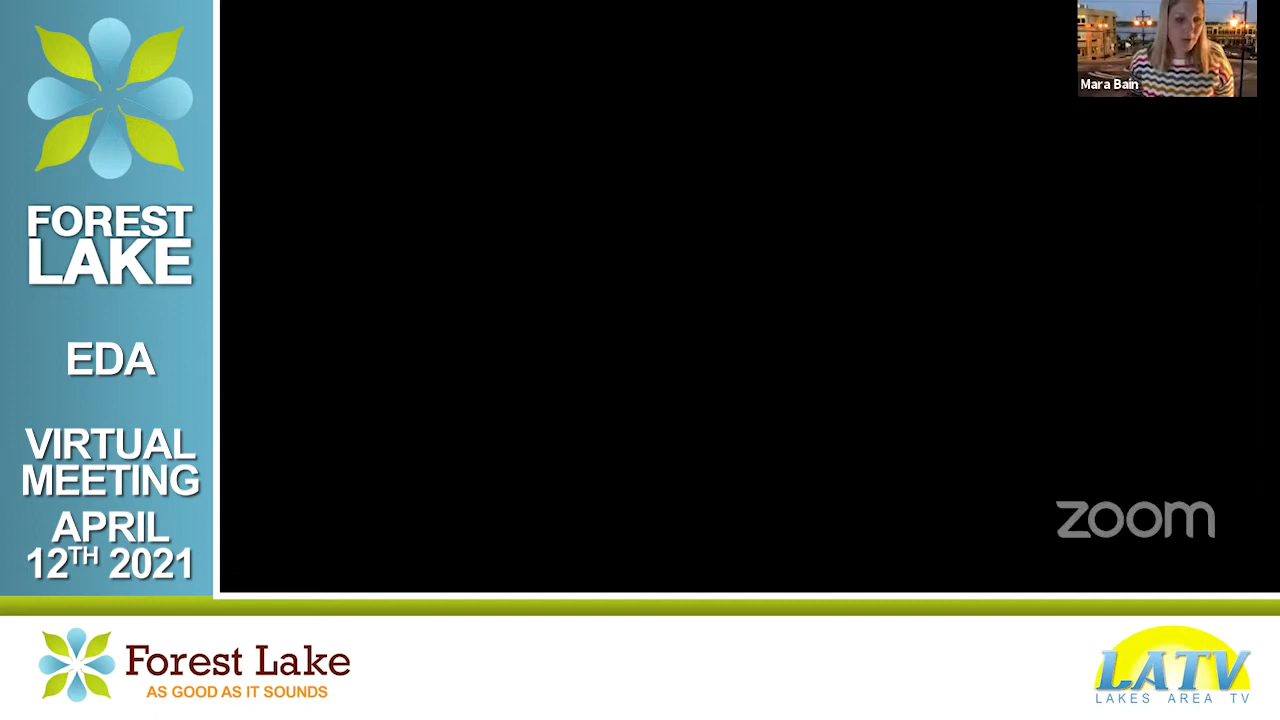 Mara Bain
FOREST
LAKE
EDA
VIRTUAL
MEETING
APRIL
12TH 2021
zoom
Forest Lake
AS GOOD AS IT SOUNDS
LATV
LAKES AREA TV